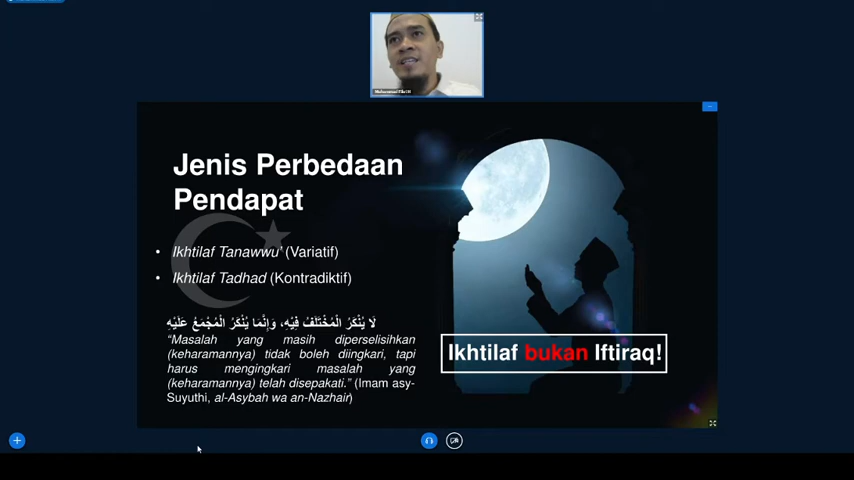 Jenis Perbedaan
Pendapat
• Ikhtilaf Tanawwu' (Variatif)
• Ikhtilaf Tadhad (Kontradiktif)
لَا يُنْكَرُ الْمُخْتَلَفُ فِيْهِ، وَإِنَّمَا يُنْكَرُ الْمُجْمَعُ عَلَيْهِ
“Masalah yang masih diperselisihkan
(keharamannya) tidak boleh diingkari, tapi
harus mengingkari masalah yang
(keharamannya) telah disepakati.” (Imam asy-
Suyuthi, al-Asybah wa an-Nazhair)
Ikhtilaf bukan Iftiraq!